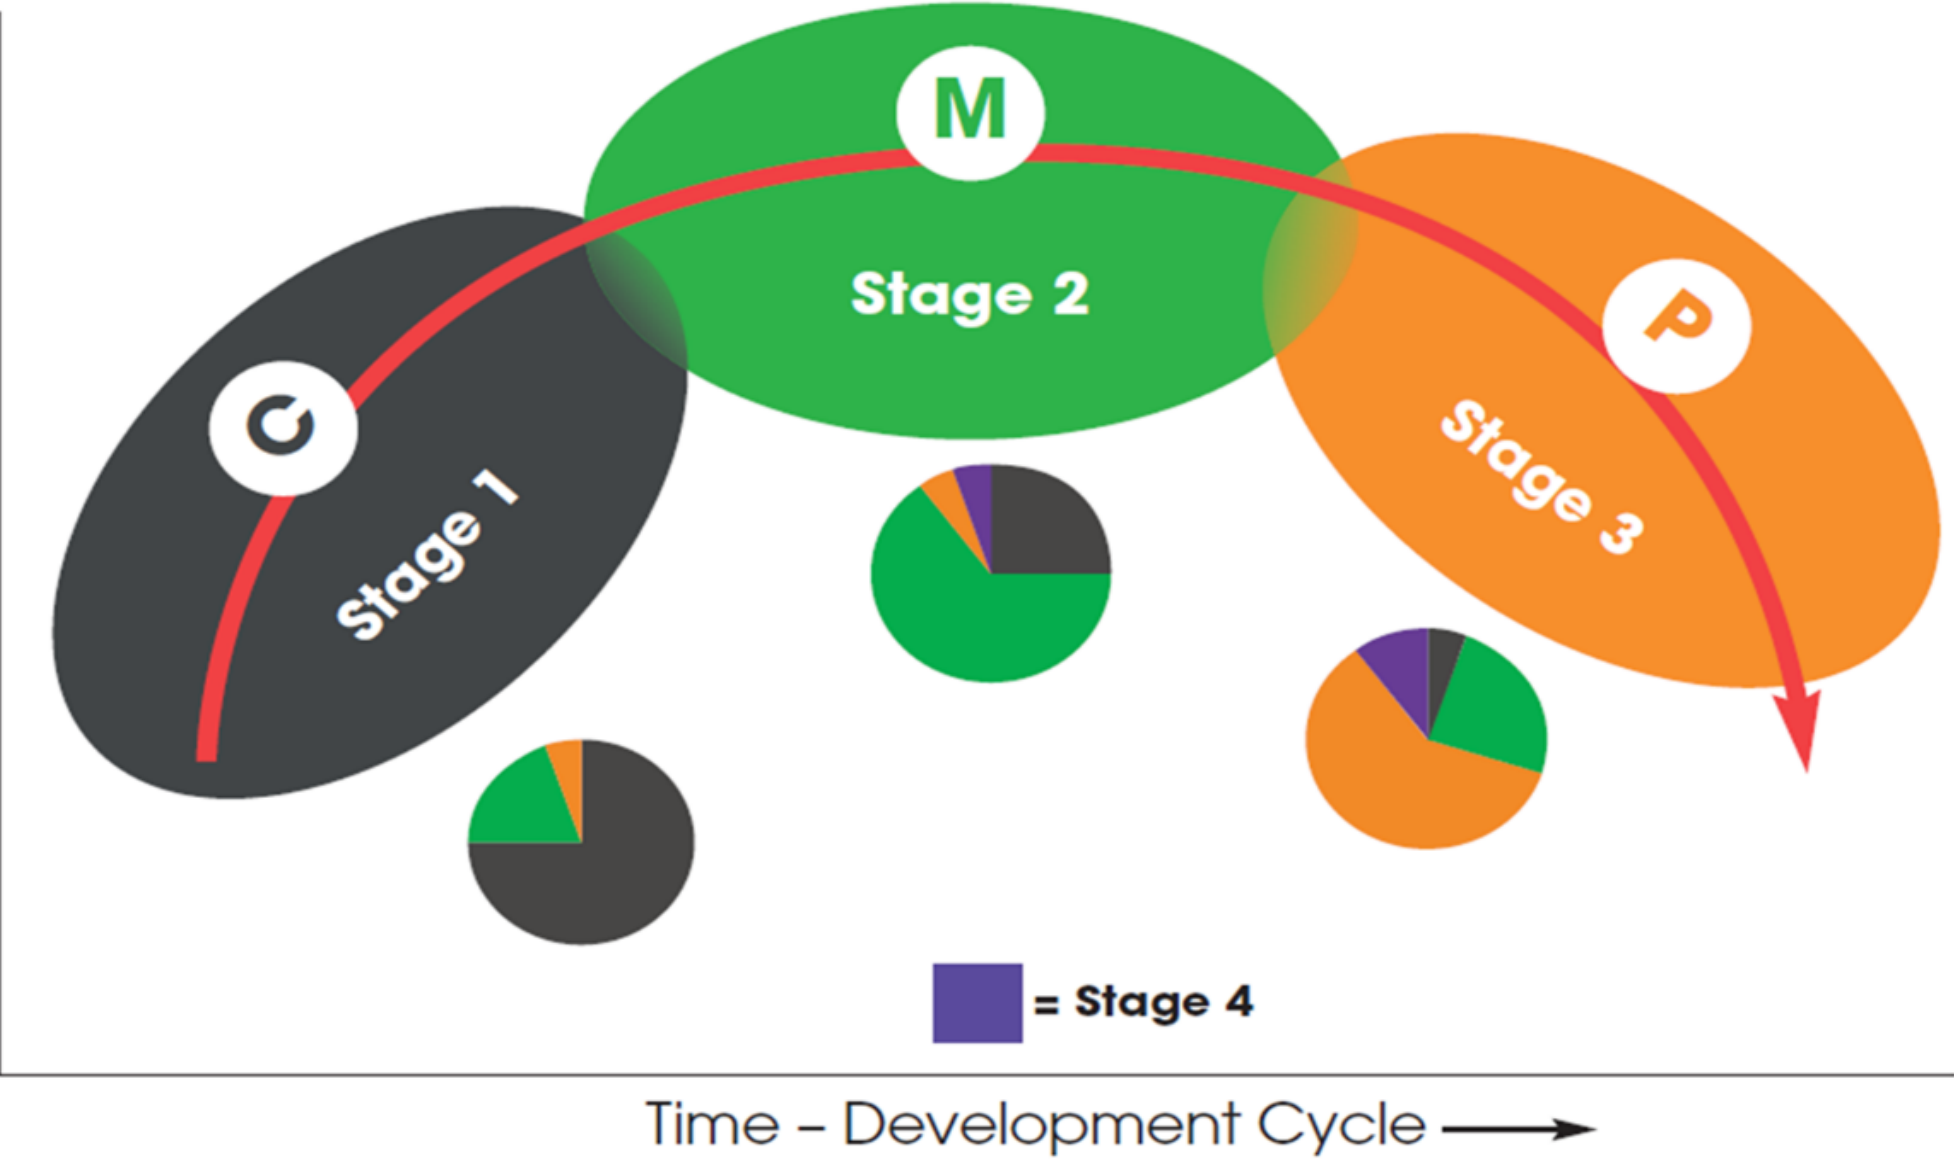 M
C
P
Stage 1
Stage 2
Stage 3
= Stage 4
Time – Development Cycle